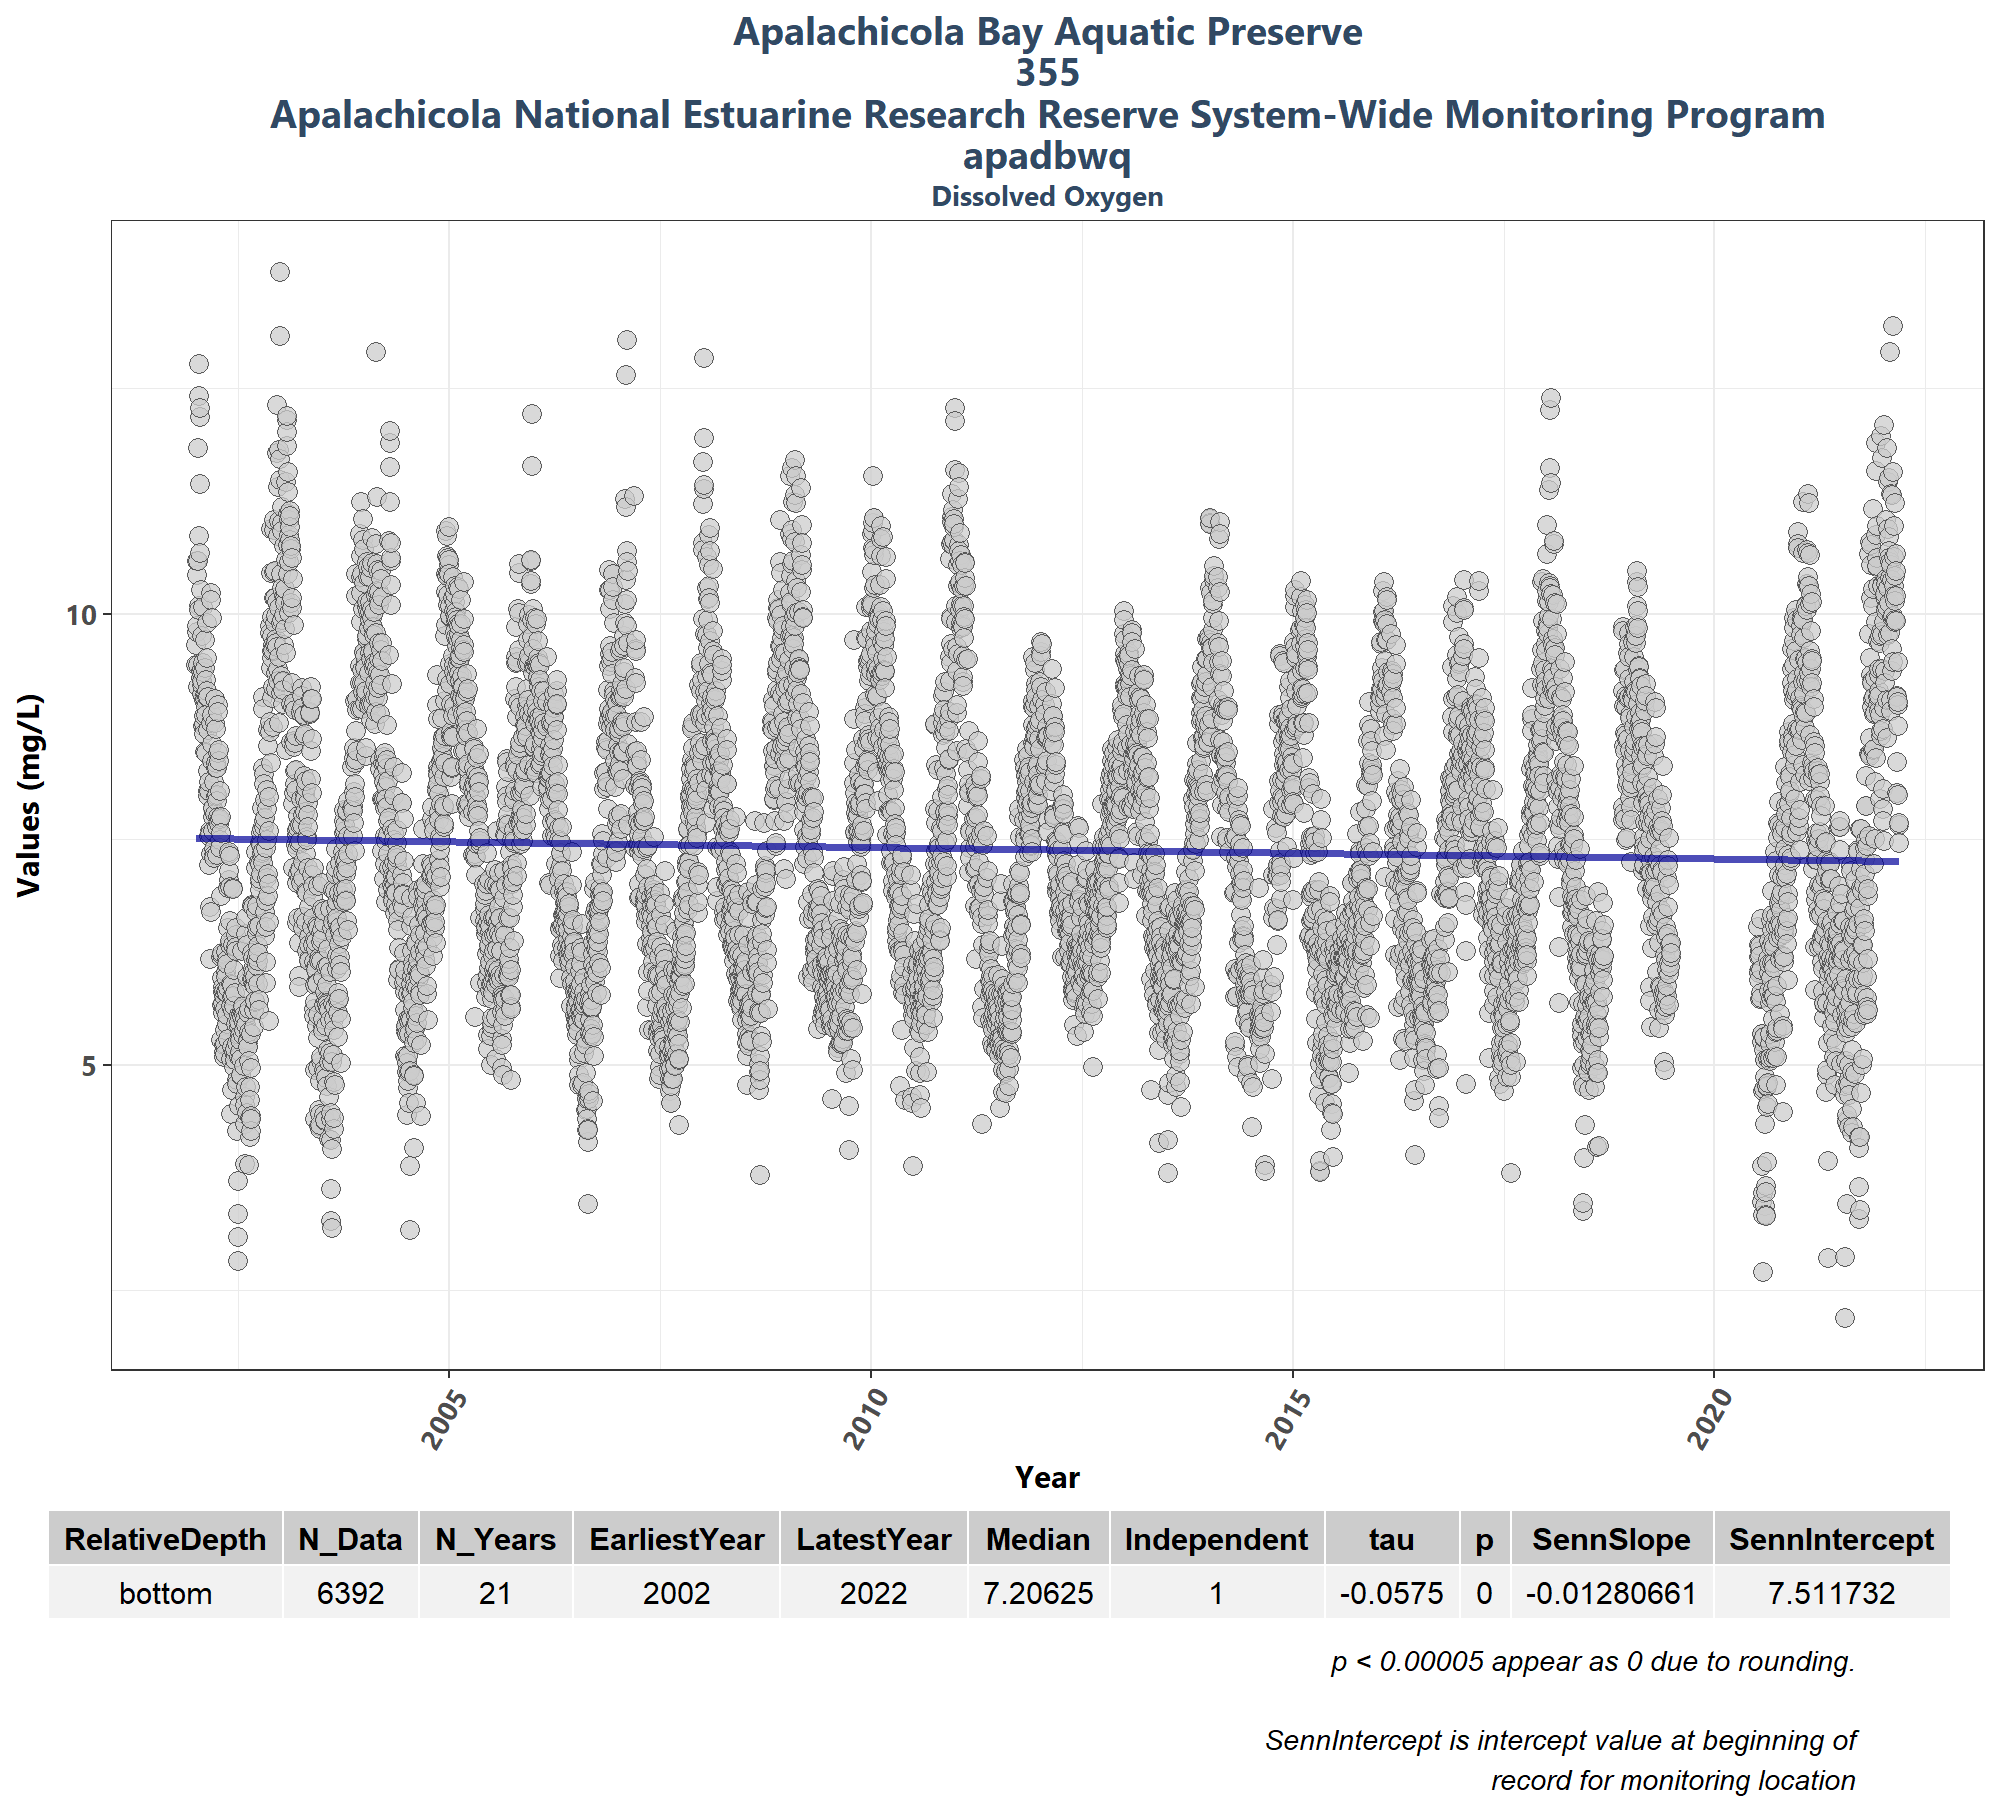 Apalachicola Bay Aquatic Preserve
355
Apalachicola National Estuarine Research Reserve System-Wide Monitoring Program
apadbwq
Dissolved Oxygen
Values (mg/L)
10
5
2005 2010 2015 2020
Year
RelativeDepth N_Data N_Years EarliestYear LatestYear Median Independent tau p SennSlope SennIntercept
bottom 6392 21 2002 2022 7.20625 1 -0.0575 0 -0.01280661 7.511732
p < 0.00005 appear as 0 due to rounding.
SennIntercept is intercept value at beginning of
record for monitoring location